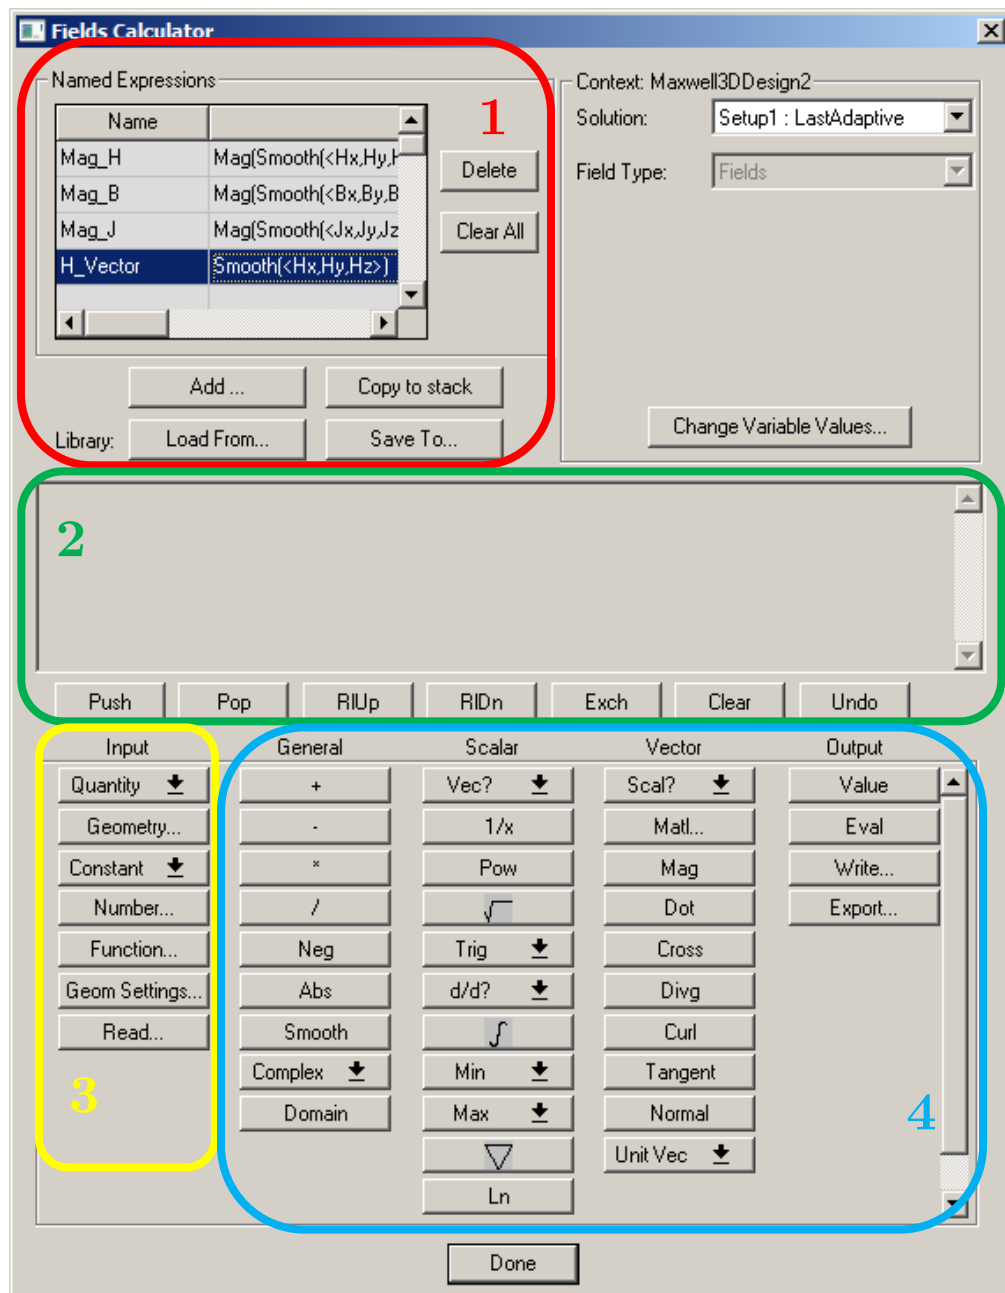 Fields Calculator
Named Expressions
Name
Mag_H Mag(Smooth(<Hx,Hy,H
Mag_B Mag(Smooth(<Bx,By,B
Mag_J Mag(Smooth(<Jx,Jy,Jz
H_Vector Smooth(<Hx,Hy,Hz>)
1
Delete
Clear All
Add ... Copy to stack
Library: Load From... Save To...
Context: Maxwell3DDesign2
Solution: Setup1 : LastAdaptive
Field Type: Fields
Change Variable Values...
2
Push Pop RlUp RlDn Exch Clear Undo
Input General Scalar Vector Output
Quantity + Vec? Scal? Value
Geometry... - 1/x Matl... Eval
Constant * Pow Mag Write...
Number... / √ Dot Export...
Function... Neg Trig Cross
Geom Settings... Abs d/d? Divg
Read... Smooth ∫ Curl
3 Complex Min Tangent
Domain Max Normal 4
▽ Unit Vec
Ln
Done